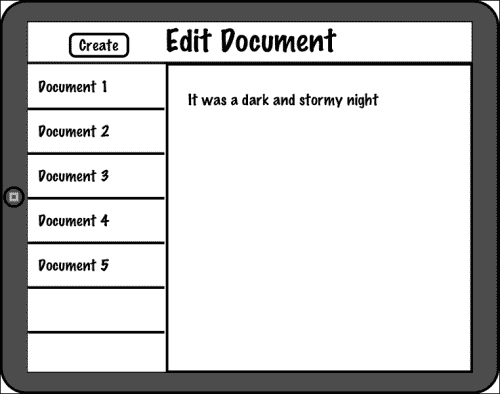 Create
Edit Document
Document 1
Document 2
Document 3
Document 4
Document 5
It was a dark and stormy night